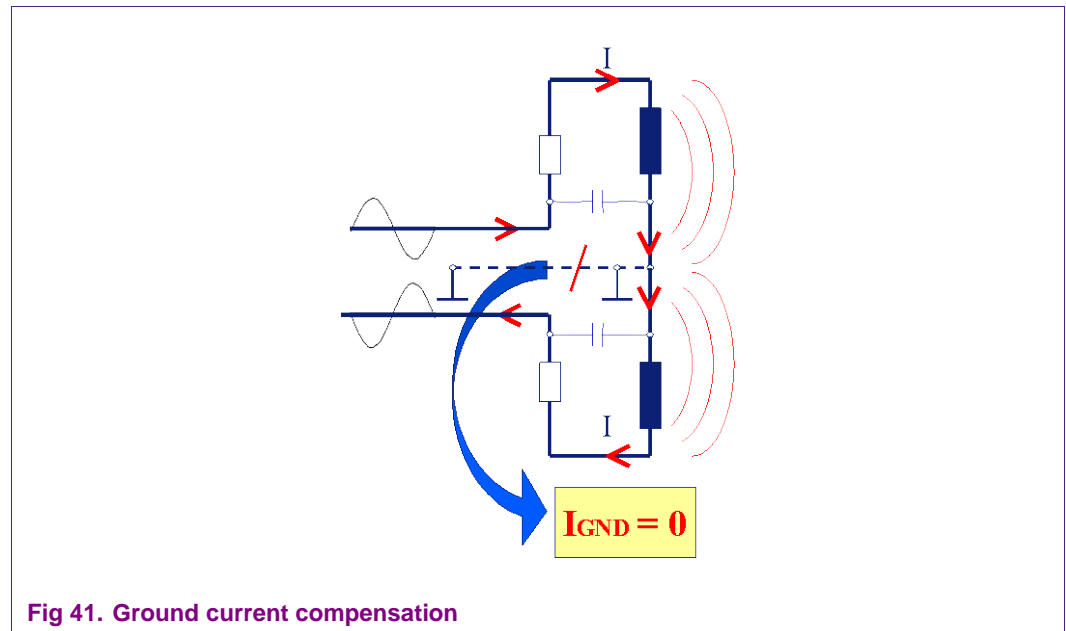 I
I
IGND = 0
Fig 41. Ground current compensation